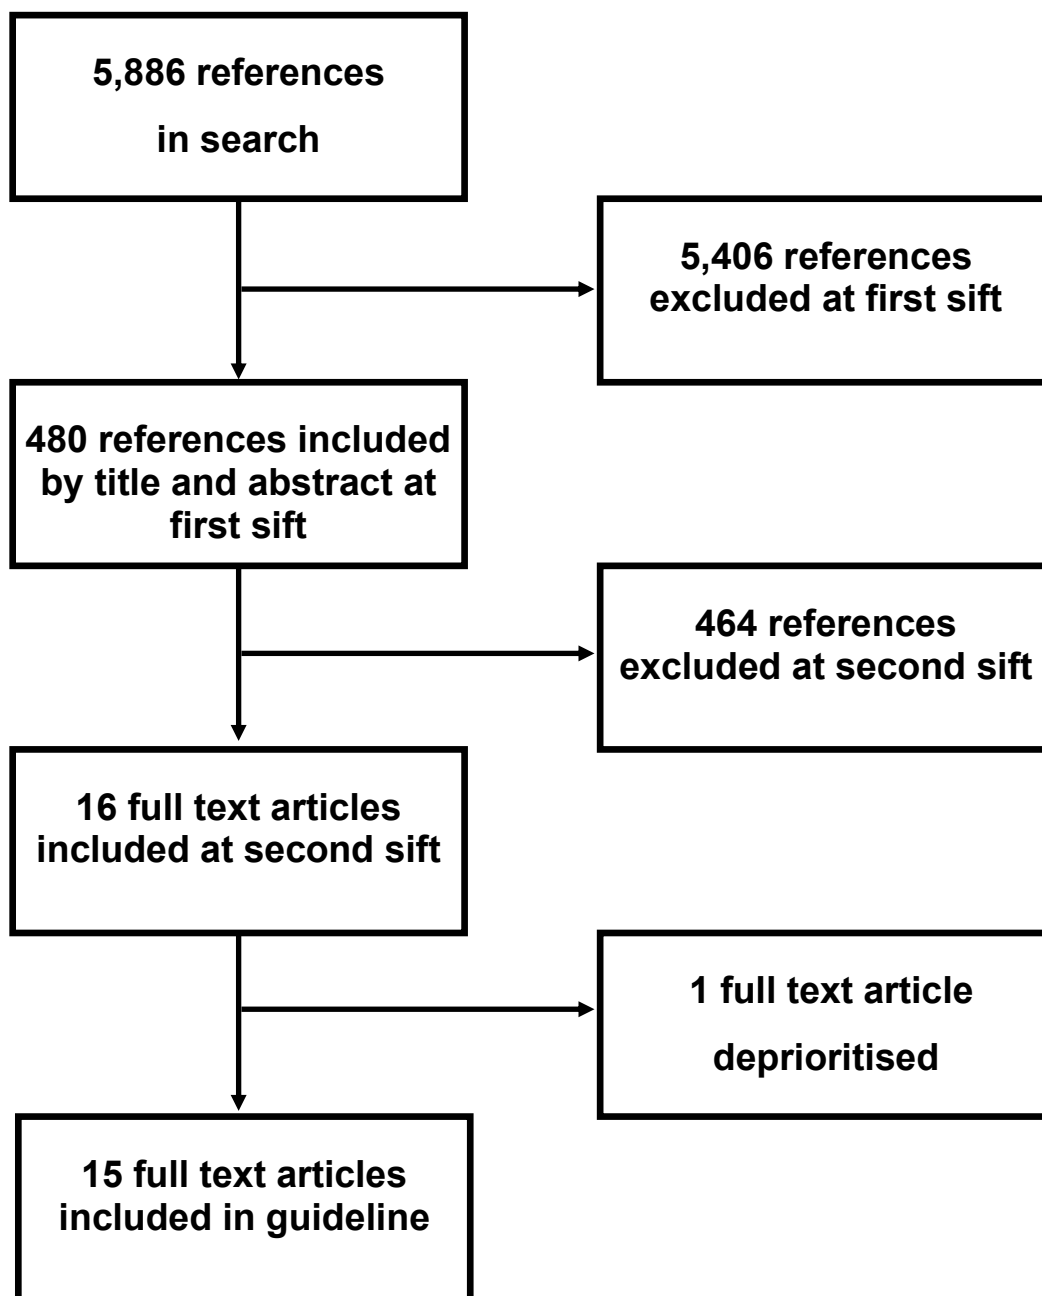 5,886 references
in search
5,406 references
excluded at first sift
480 references included
by title and abstract at
first sift
464 references
excluded at second sift
16 full text articles
included at second sift
1 full text article
deprioritised
15 full text articles
included in guideline